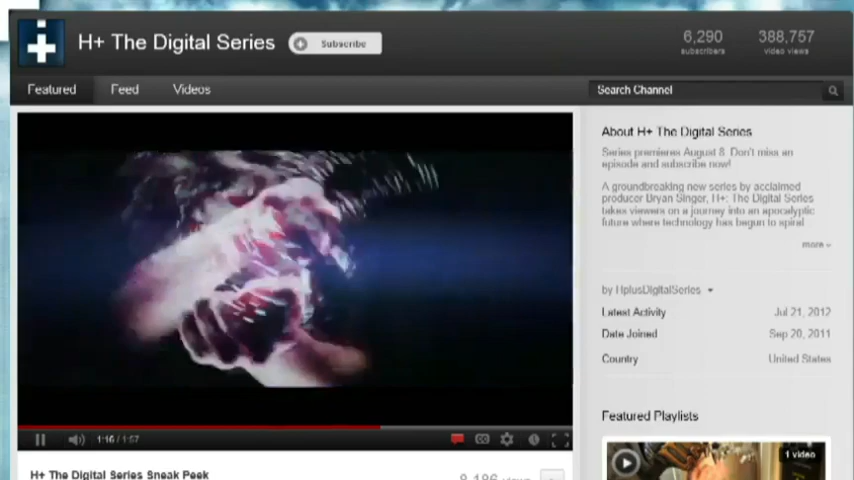 H+ The Digital Series
Subscribe
6,290
subscribers
388,757
video views
Featured
Feed
Videos
Search Channel
About H+ The Digital Series
Series premieres August 8. Don't miss an
episode and subscribe now!
A groundbreaking new series by acclaimed
producer Bryan Singer, H+: The Digital Series
takes viewers on a journey into an apocalyptic
future where technology has begun to spiral
more
by HplusDigitalSeries
Latest Activity
Jul 21, 2012
Date Joined
Sep 20, 2011
Country
United States
Featured Playlists
1 video
1:16 / 1:57
H+ The Digital Series Sneak Peek
views